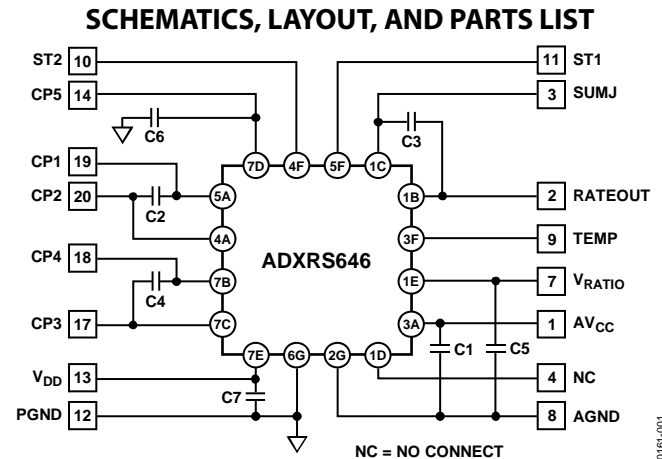 SCHEMATICS, LAYOUT, AND PARTS LIST
ST2 10
11 ST1
CP5 14
3 SUMJ
C6
C3
7D 4F 5F 1C
CP1 19
CP2 20
C2
5A
1B
2 RATEOUT
4A
3F
9 TEMP
ADXRS646
CP4 18
C4
7B
1E
7 VRATIO
CP3 17
7C
3A
1 AVCC
7E 6G 2G 1D
C1
C5
VDD 13
C7
4 NC
PGND 12
8 AGND
NC = NO CONNECT